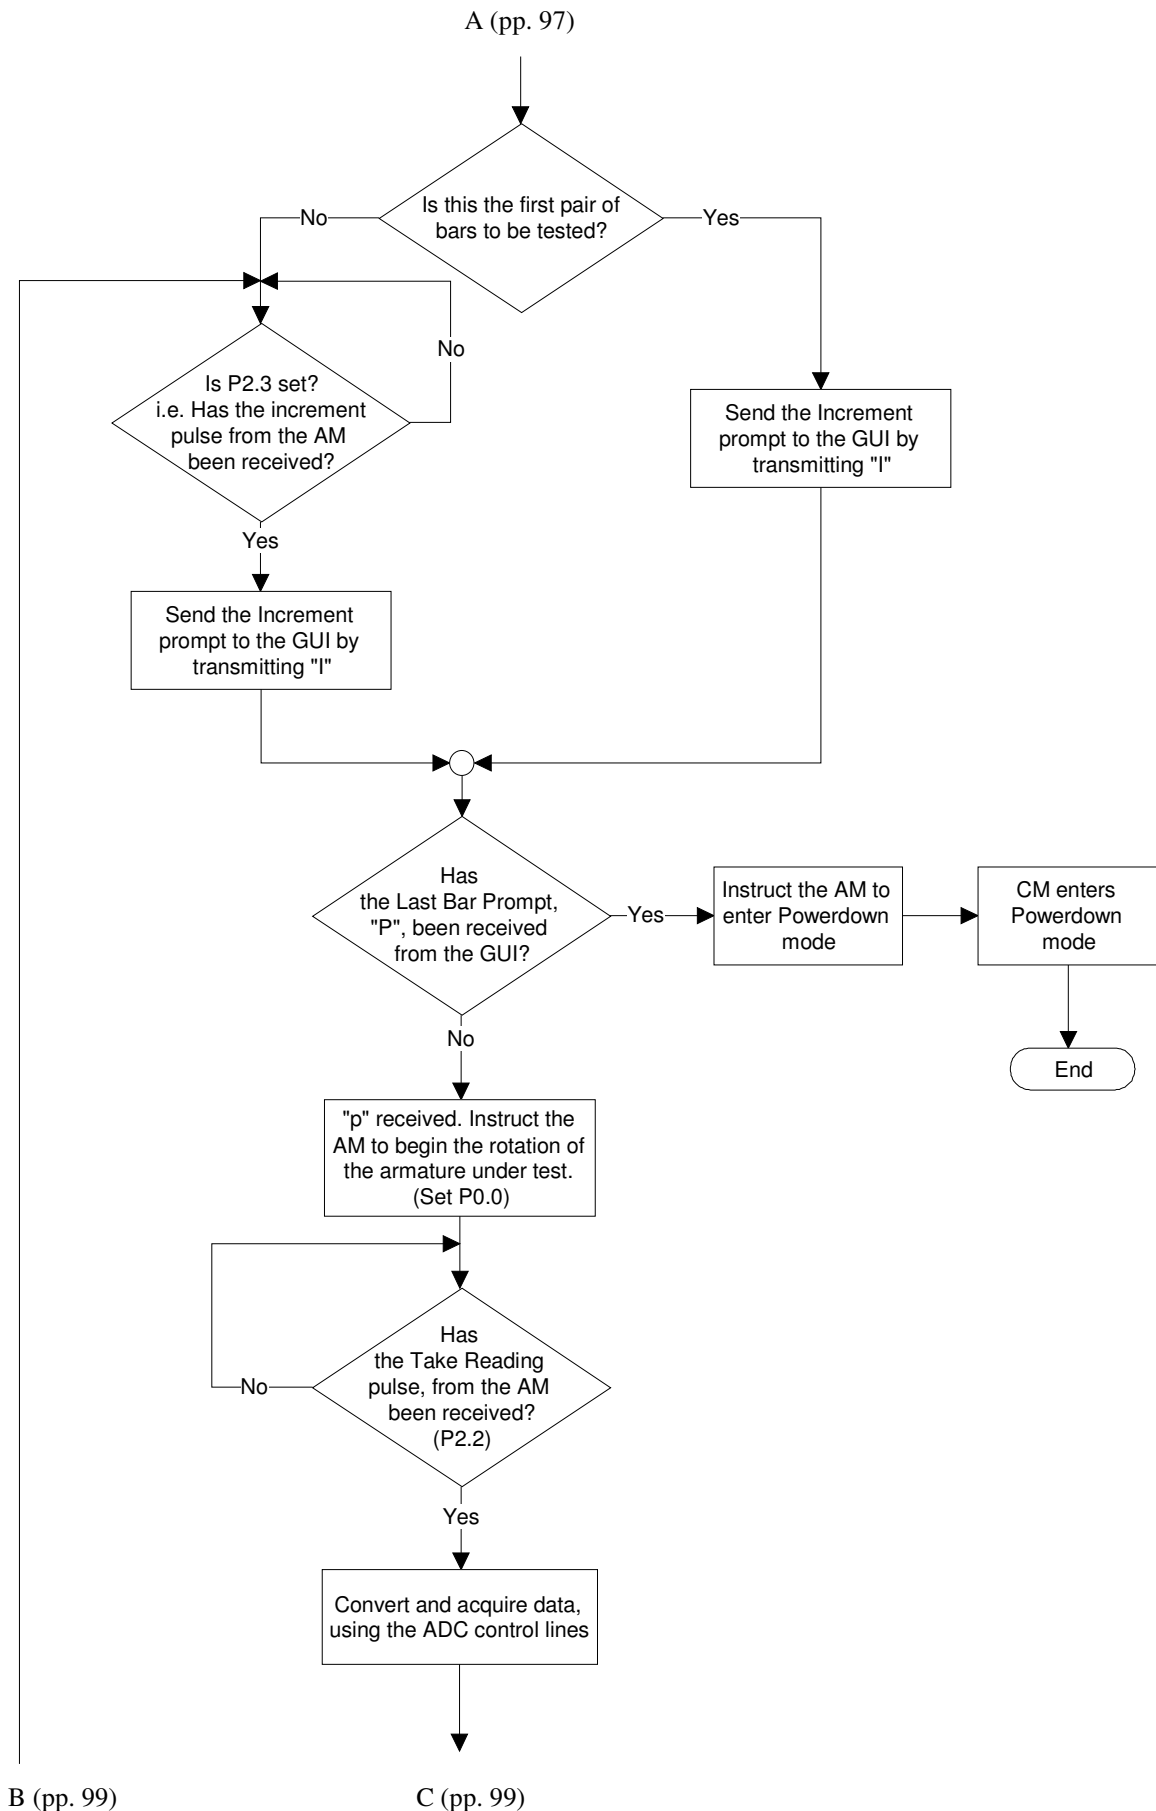 A (pp. 97)
Is this the first pair of
bars to be tested?
No
Yes
No
Is P2.3 set?
i.e. Has the increment
pulse from the AM
been received?
Send the Increment
prompt to the GUI by
transmitting "I"
Yes
Send the Increment
prompt to the GUI by
transmitting "I"
Has
the Last Bar Prompt,
"P", been received
from the GUI?
Yes
Instruct the AM to
enter Powerdown
mode
CM enters
Powerdown
mode
No
End
"p" received. Instruct the
AM to begin the rotation of
the armature under test.
(Set P0.0)
Has
the Take Reading
pulse, from the AM
been received?
(P2.2)
No
Yes
Convert and acquire data,
using the ADC control lines
B (pp. 99)
C (pp. 99)